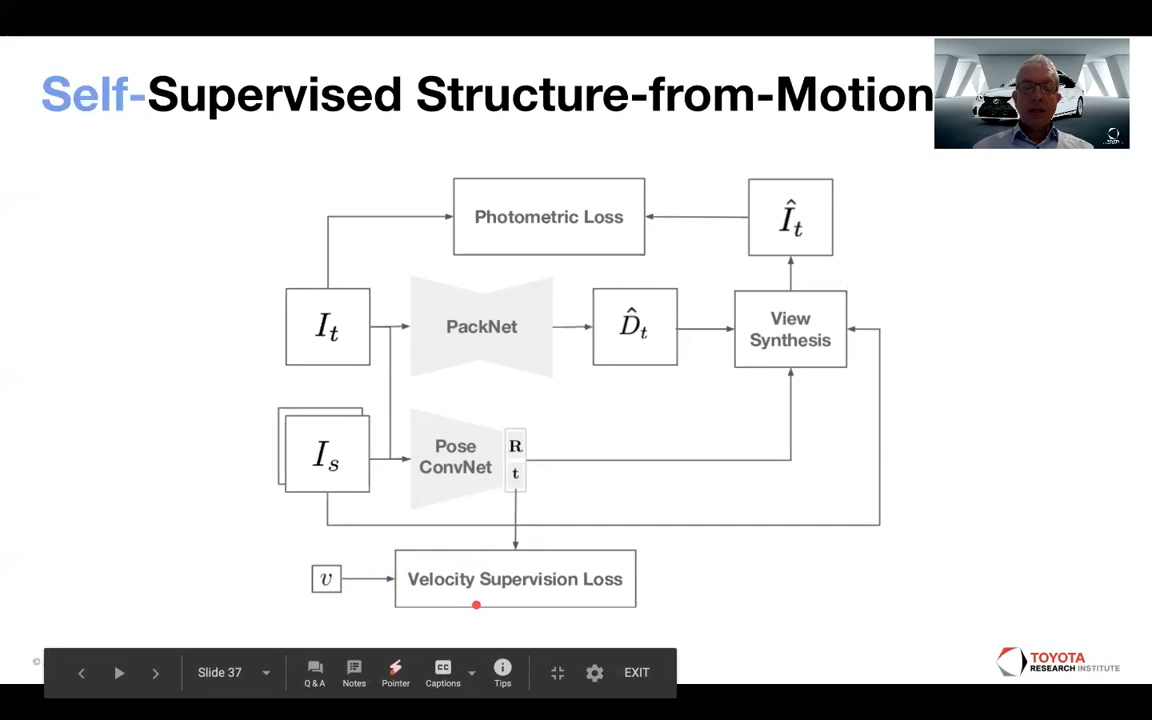 Self-Supervised Structure-from-Motion
Photometric Loss
Î_t
I_t
PackNet
D̂_t
View
Synthesis
I_s
Pose
ConvNet
R
t
v
Velocity Supervision Loss
©
TOYOTA
RESEARCH INSTITUTE
Slide 37
Q & A
Notes
Pointer
CC
Captions
Tips
EXIT